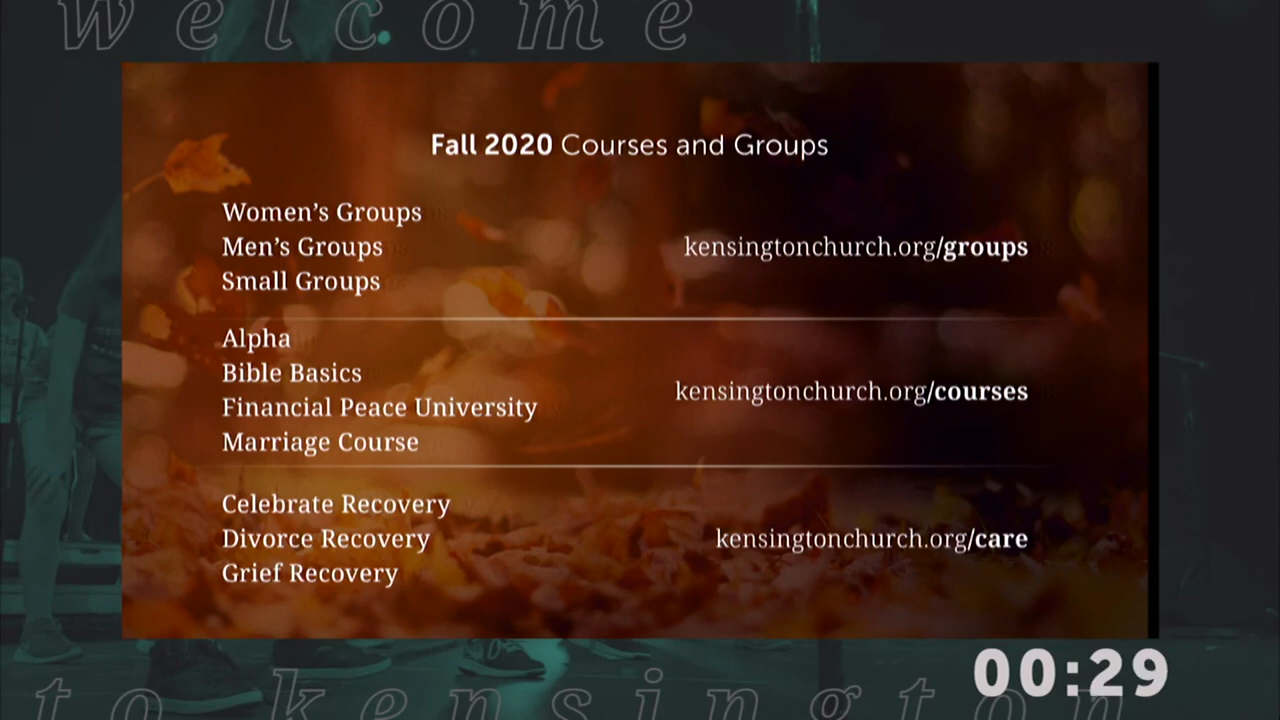 welcome
Fall 2020 Courses and Groups
Women's Groups
Men's Groups
Small Groups
kensingtonchurch.org/groups
Alpha
Bible Basics
Financial Peace University
Marriage Course
kensingtonchurch.org/courses
Celebrate Recovery
Divorce Recovery
Grief Recovery
kensingtonchurch.org/care
00:29
to kensington